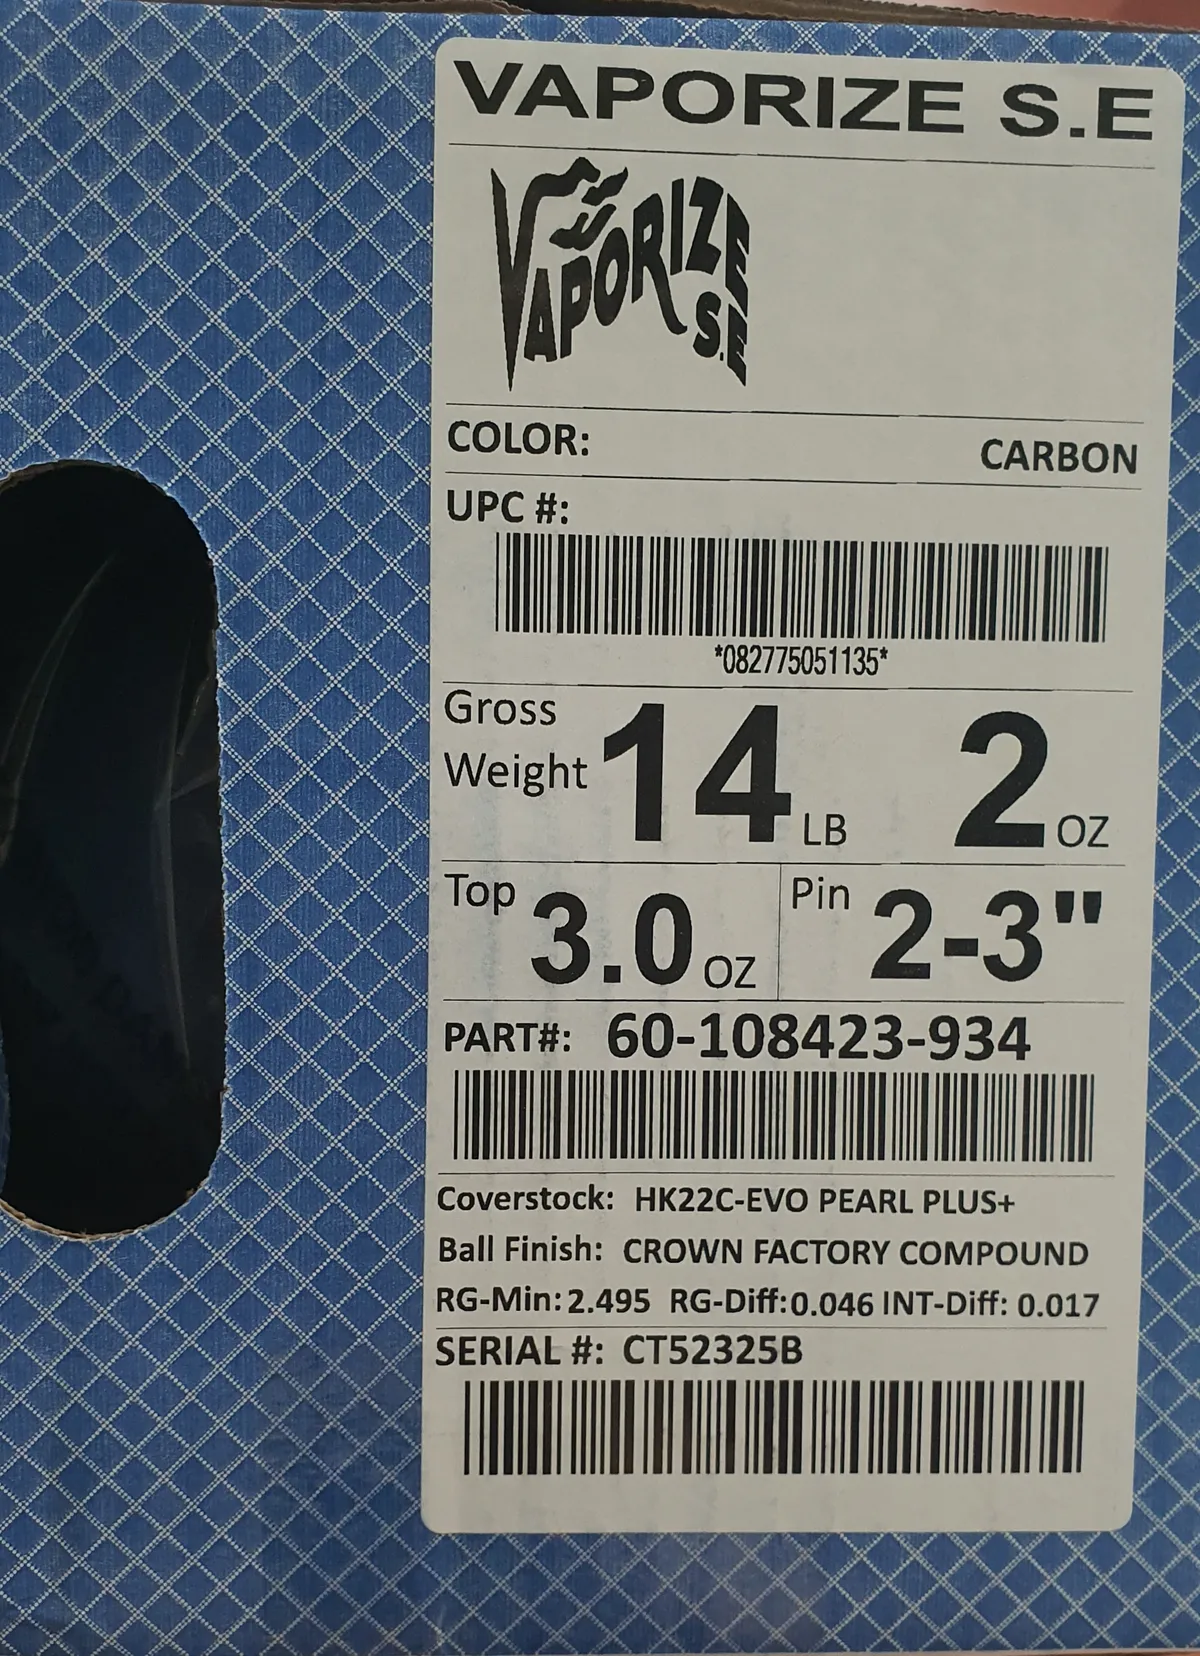 VAPORIZE S.E
VAPORIZE
S.E
COLOR: CARBON
UPC #:
*082775051135*
Gross Weight 14 LB 2 OZ
Top 3.0 OZ Pin 2-3"
PART#: 60-108423-934
Coverstock: HK22C-EVO PEARL PLUS+
Ball Finish: CROWN FACTORY COMPOUND
RG-Min: 2.495 RG-Diff: 0.046 INT-Diff: 0.017
SERIAL #: CT52325B